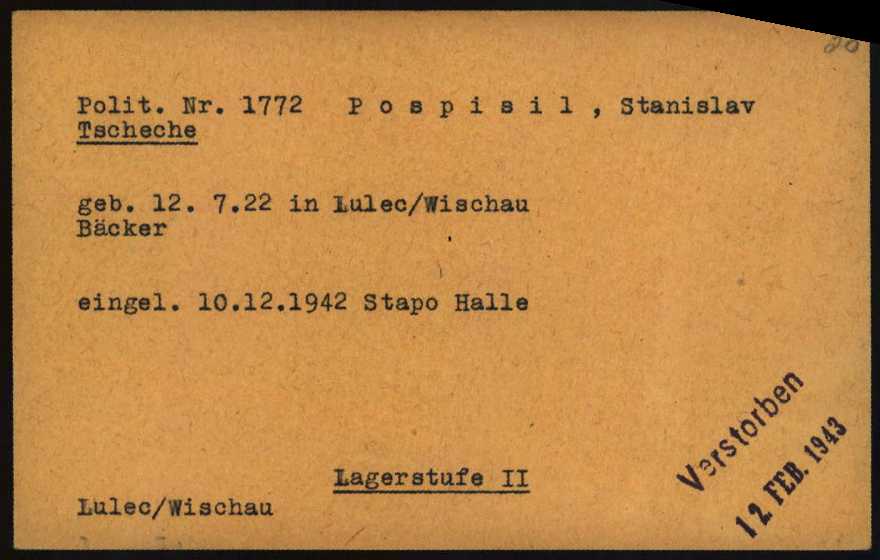 20
Polit. Nr. 1772 P o s p i s i l , Stanislav
Tscheche
geb. 12. 7.22 in Lulec/Wischau
Bäcker
eingel. 10.12.1942 Stapo Halle
Lagerstufe II
Lulec/Wischau
Verstorben
12. FEB. 1943